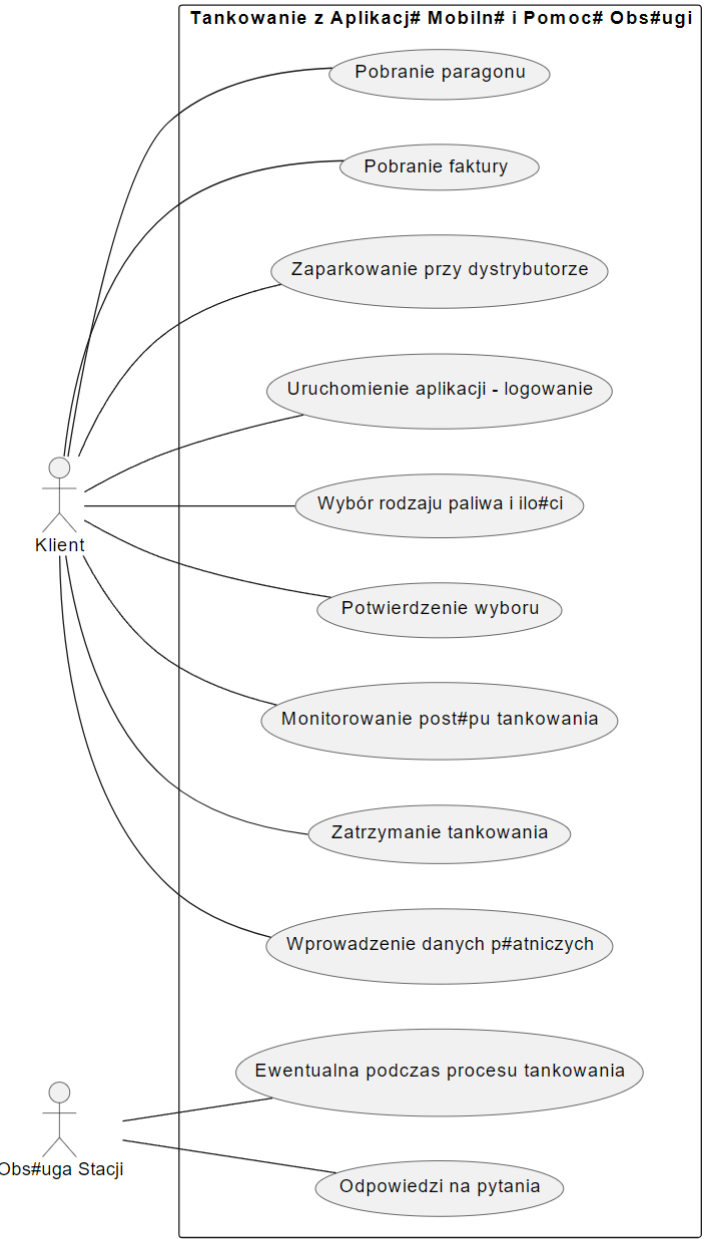 Tankowanie z Aplikacj# Mobiln# i Pomoc# Obs#ugi
Pobranie paragonu
Pobranie faktury
Zaparkowanie przy dystrybutorze
Uruchomienie aplikacji - logowanie
Wybór rodzaju paliwa i ilo#ci
Klient
Potwierdzenie wyboru
Monitorowanie post#pu tankowania
Zatrzymanie tankowania
Wprowadzenie danych p#atniczych
Ewentualna podczas procesu tankowania
Obs#uga Stacji
Odpowiedzi na pytania